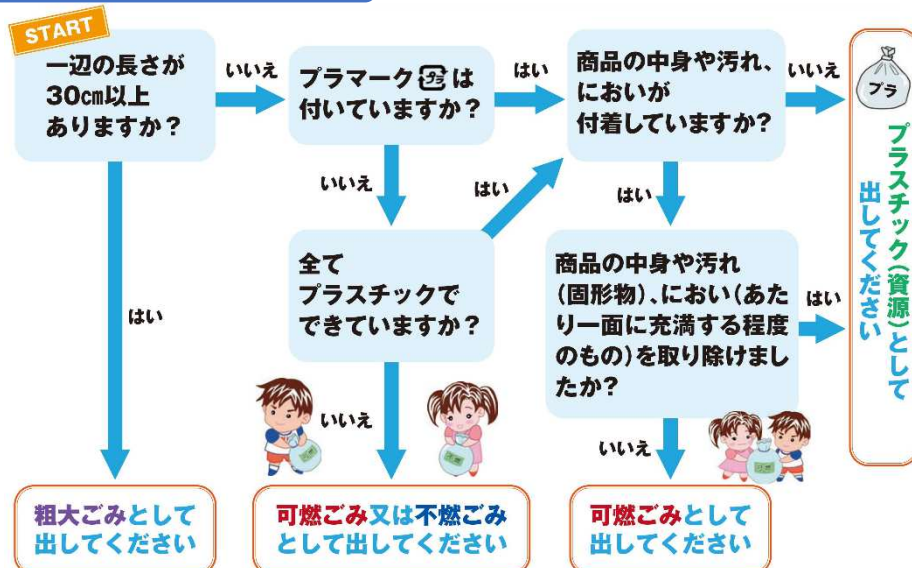 START
一辺の長さが
30cm以上
ありますか？
いいえ
プラマーク プラ は
付いていますか？
はい
商品の中身や汚れ、
においが
付着していますか？
いいえ
プラ
プラスチック（資源）として
出してください
はい
いいえ
はい
はい
全て
プラスチックで
できていますか？
商品の中身や汚れ
（固形物）、におい（あた
り一面に充満する程度
のもの）を取り除けまし
たか？
はい
いいえ
いいえ
粗大ごみとして
出してください
可燃ごみ又は不燃ごみ
として出してください
可燃ごみとして
出してください